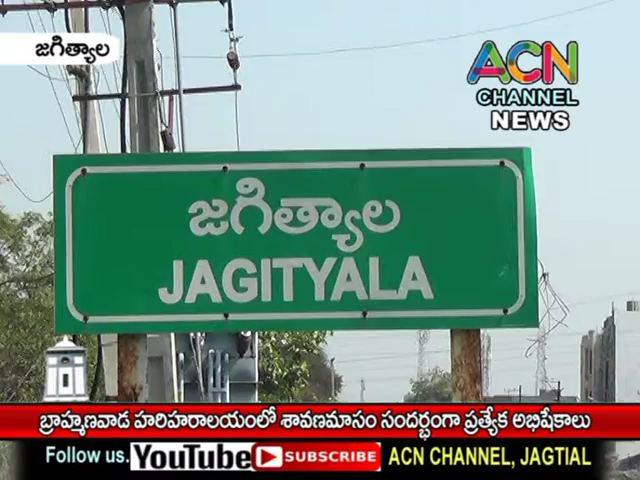 జగిత్యాల
ACN
CHANNEL
NEWS
జగిత్యాల
JAGITYALA
బ్రాహ్మణవాడ హరిహరాలయంలో శావణమాసం సందర్భంగా ప్రత్యేక అభిషేకాలు
Follow us. YouTube SUBSCRIBE ACN CHANNEL, JAGTIAL